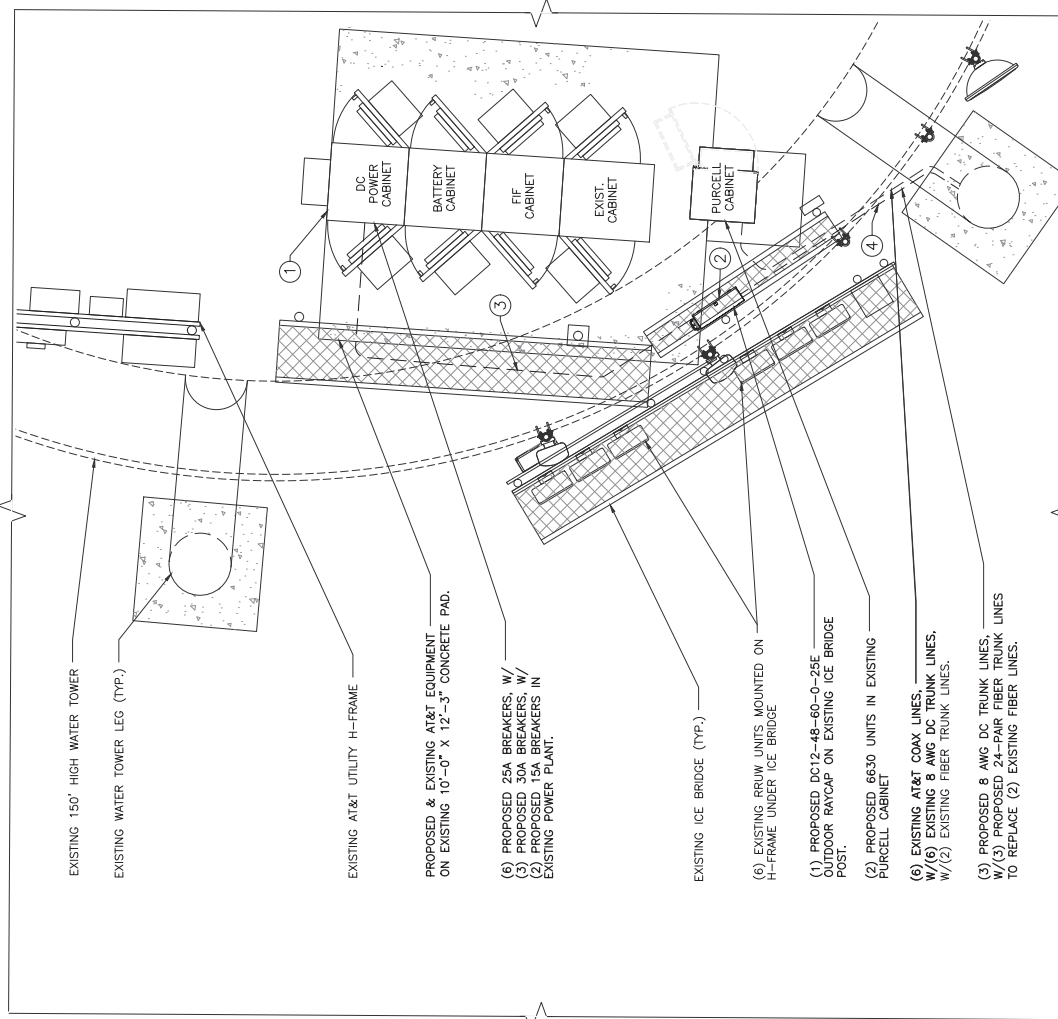 EXISTING 150' HIGH WATER TOWER
EXISTING WATER TOWER LEG (TYP.)
EXISTING AT&T UTILITY H-FRAME
PROPOSED & EXISTING AT&T EQUIPMENT
ON EXISTING 10'-0" X 12'-3" CONCRETE PAD.
(6) PROPOSED 25A BREAKERS, W/
(3) PROPOSED 30A BREAKERS, W/
(2) PROPOSED 15A BREAKERS IN
EXISTING POWER PLANT.
EXISTING ICE BRIDGE (TYP.)
(6) EXISTING RRUW UNITS MOUNTED ON
H-FRAME UNDER ICE BRIDGE
(1) PROPOSED DC12-48-60-0-25E
OUTDOOR RAYCAP ON EXISTING ICE BRIDGE
POST.
(2) PROPOSED 6630 UNITS IN EXISTING
PURCELL CABINET
(6) EXISTING AT&T COAX LINES,
W/(6) EXISTING 8 AWG DC TRUNK LINES.
W/(2) EXISTING FIBER TRUNK LINES.
(3) PROPOSED 8 AWG DC TRUNK LINES,
W/(3) PROPOSED 24-PAIR FIBER TRUNK LINES
TO REPLACE (2) EXISTING FIBER LINES.
1
DC
POWER
CABINET
BATTERY
CABINET
FIF
CABINET
EXIST.
CABINET
3
PURCELL
CABINET
2
4